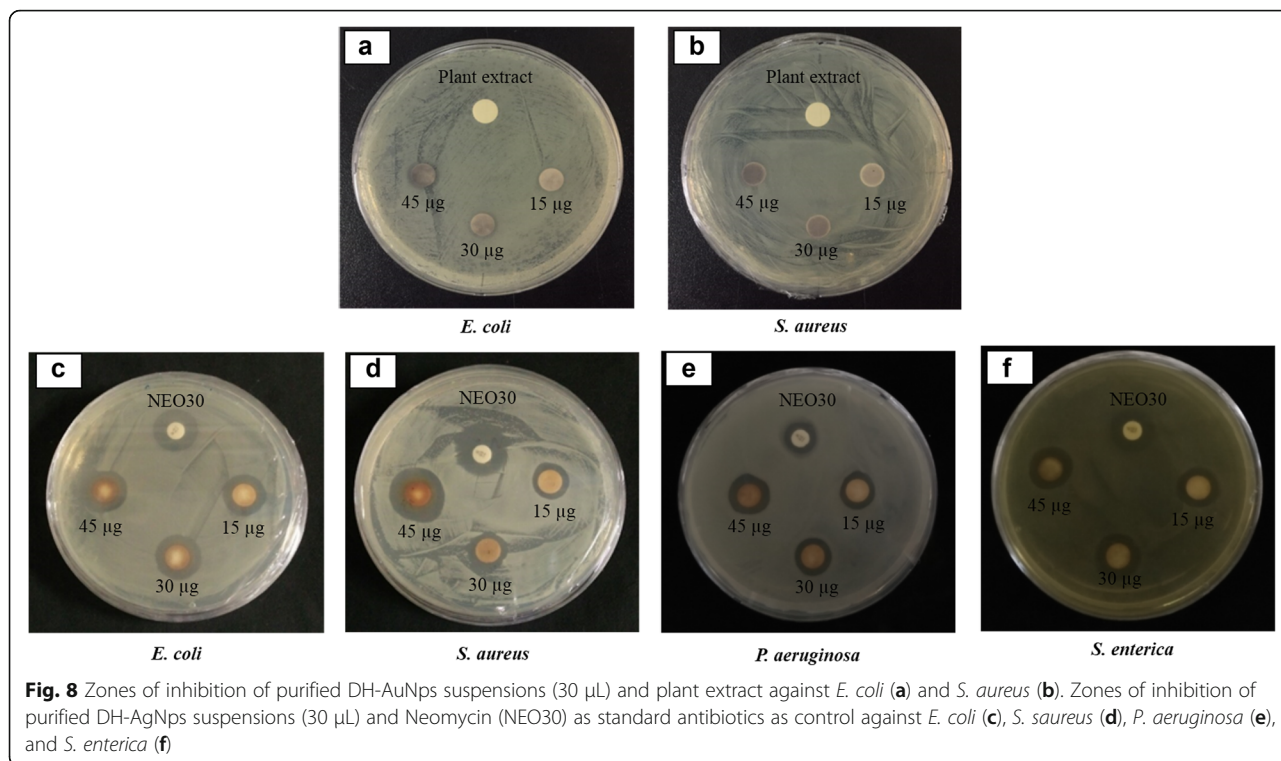 a
Plant extract
45 µg
15 µg
30 µg
E. coli
b
Plant extract
45 µg
15 µg
30 µg
S. aureus
c
NEO30
45 µg
15 µg
30 µg
E. coli
d
NEO30
45 µg
15 µg
30 µg
S. aureus
e
NEO30
45 µg
15 µg
30 µg
P. aeruginosa
f
NEO30
45 µg
15 µg
30 µg
S. enterica
Fig. 8 Zones of inhibition of purified DH-AuNps suspensions (30 µL) and plant extract against E. coli (a) and S. aureus (b). Zones of inhibition of
purified DH-AgNps suspensions (30 µL) and Neomycin (NEO30) as standard antibiotics as control against E. coli (c), S. saureus (d), P. aeruginosa (e),
and S. enterica (f)